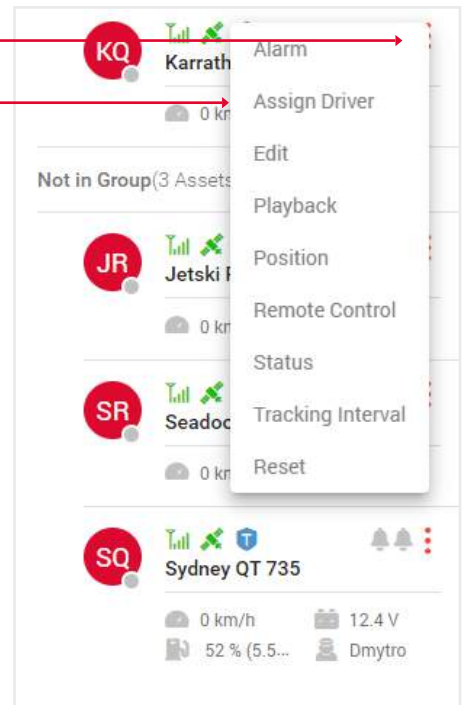 KQ
Karrath
0 km
Alarm
Assign Driver
Edit
Playback
Position
Remote Control
Status
Tracking Interval
Reset
Not in Group(3 Assets
JR
Jetski
0 km
SR
Seadoo
0 km
SQ
T
Sydney QT 735
0 km/h 12.4 V
52 % (5.5... Dmytro